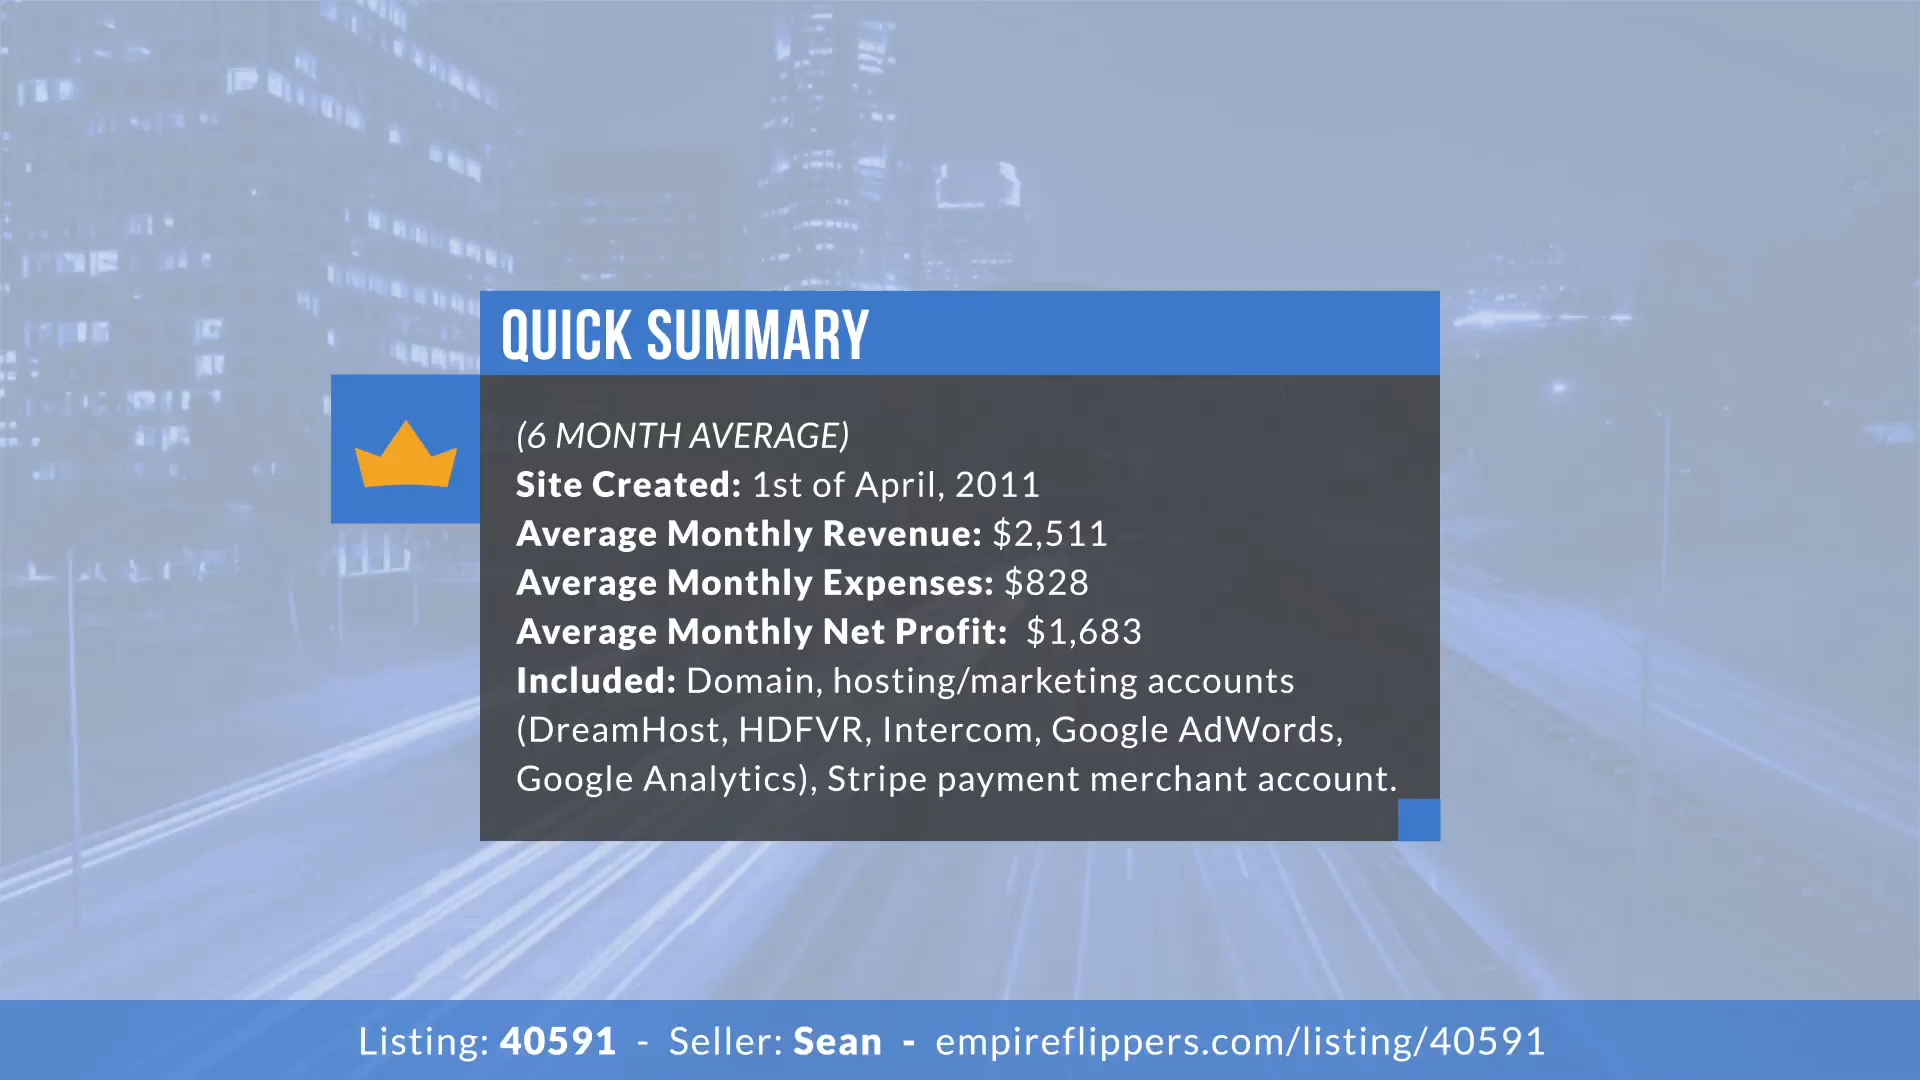 QUICK SUMMARY
(6 MONTH AVERAGE)
Site Created: 1st of April, 2011
Average Monthly Revenue: $2,511
Average Monthly Expenses: $828
Average Monthly Net Profit: $1,683
Included: Domain, hosting/marketing accounts
(DreamHost, HDFVR, Intercom, Google AdWords,
Google Analytics), Stripe payment merchant account.
Listing: 40591 - Seller: Sean - empireflippers.com/listing/40591